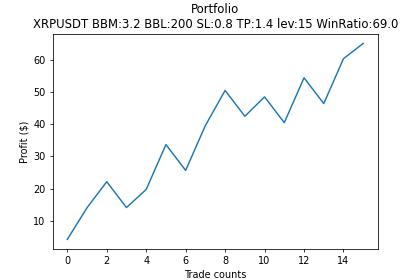 Portfolio
XRPUSDT BBM:3.2 BBL:200 SL:0.8 TP:1.4 lev:15 WinRatio:69.0
Profit ($)
60
50
40
30
20
10
0 2 4 6 8 10 12 14
Trade counts